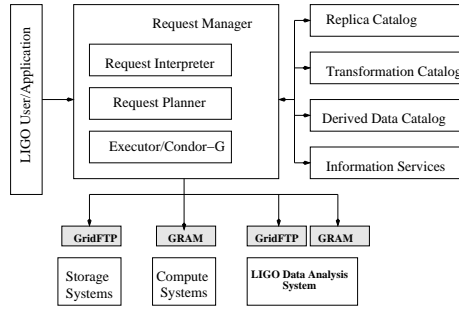 LIGO User/Application
Request Manager
Request Interpreter
Request Planner
Executor/Condor-G
Replica Catalog
Transformation Catalog
Derived Data Catalog
Information Services
GridFTP
GRAM
GridFTP
GRAM
Storage
Systems
Compute
Systems
LIGO Data Analysis
System